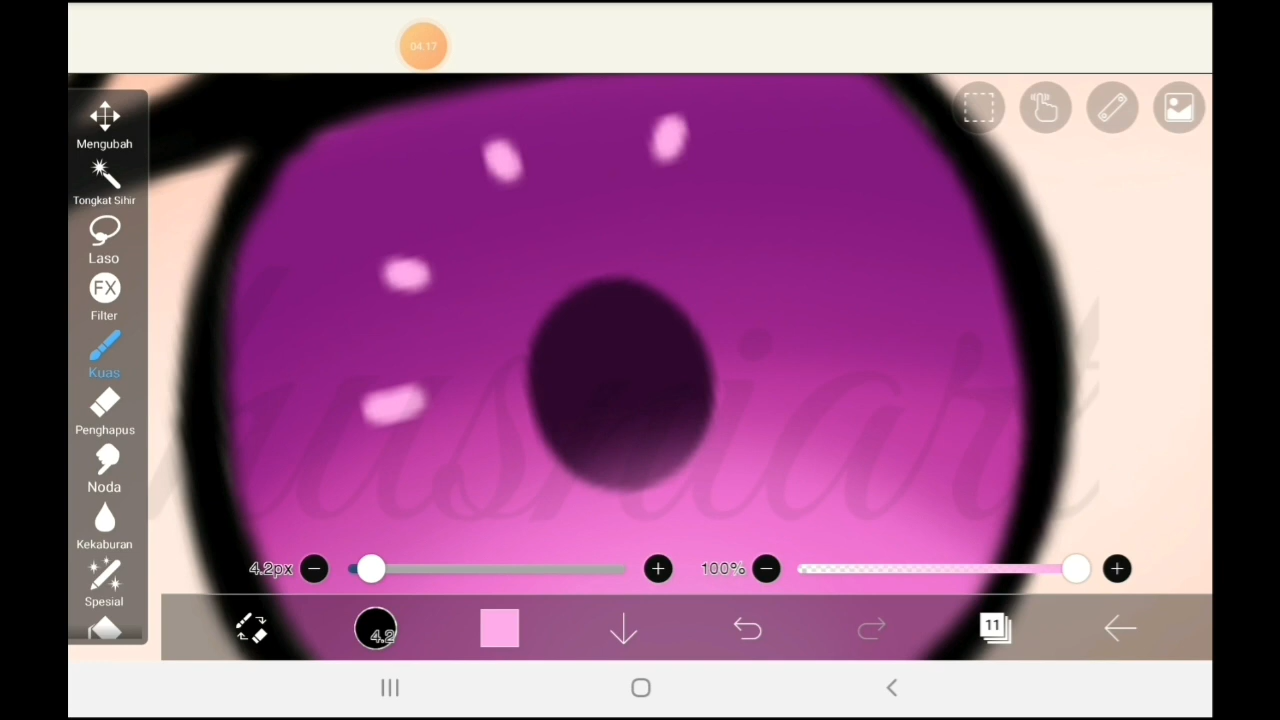 04.17
Mengubah
Tongkat Sihir
Laso
FX
Filter
Kuas
Penghapus
Noda
Kekaburan
Spesial
husniart
4.2px
100%
4.2
11